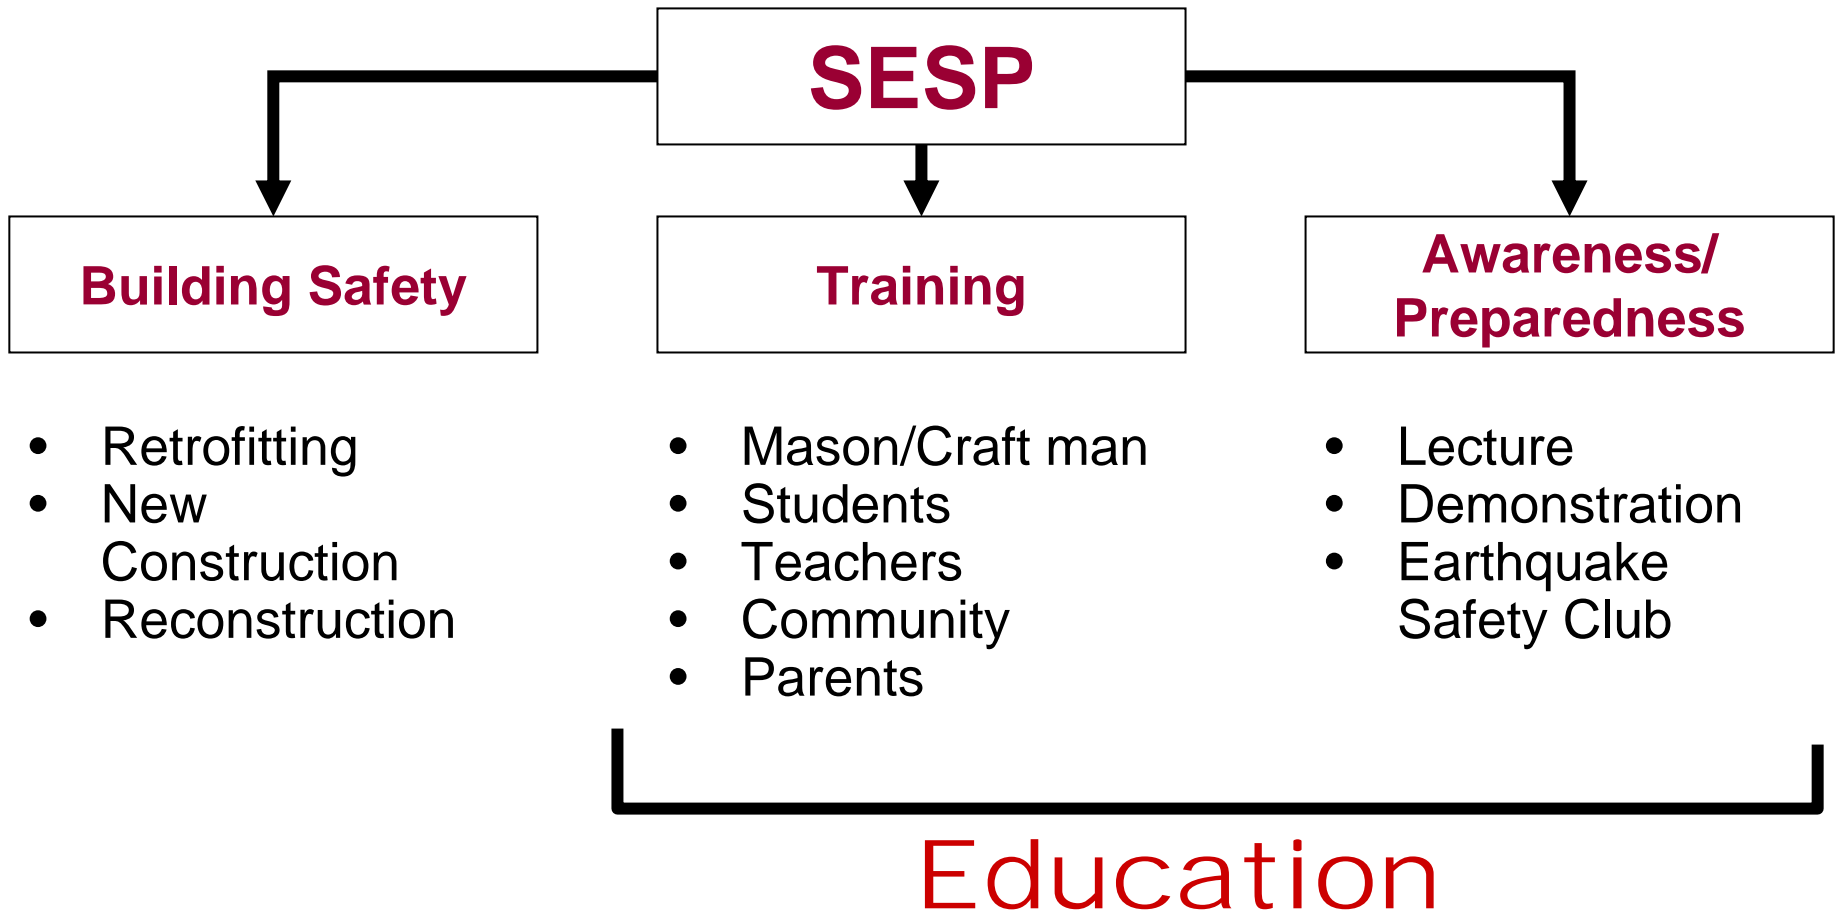 SESP
Building Safety
Training
Awareness/
Preparedness
• Retrofitting
• New
Construction
• Reconstruction
• Mason/Craft man
• Students
• Teachers
• Community
• Parents
• Lecture
• Demonstration
• Earthquake
Safety Club
Education